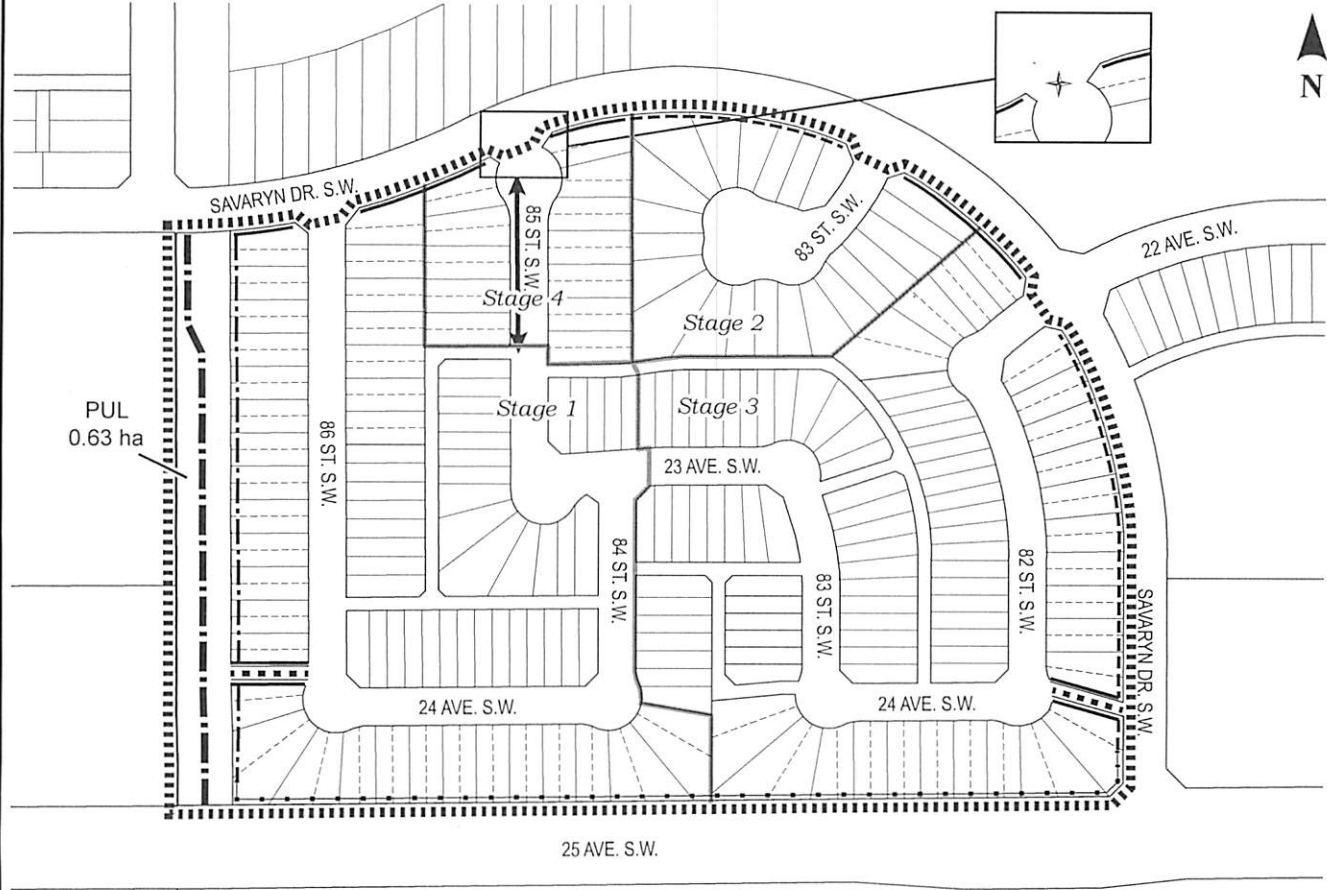 N
SAVARYN DR. S.W.
85 ST. S.W.
83 ST. S.W.
22 AVE. S.W.
Stage 4
Stage 2
PUL
0.63 ha
Stage 1
Stage 3
86 ST. S.W.
23 AVE. S.W.
84 ST. S.W.
83 ST. S.W.
82 ST. S.W.
SAVARYN DR. S.W.
24 AVE. S.W.
24 AVE. S.W.
25 AVE. S.W.